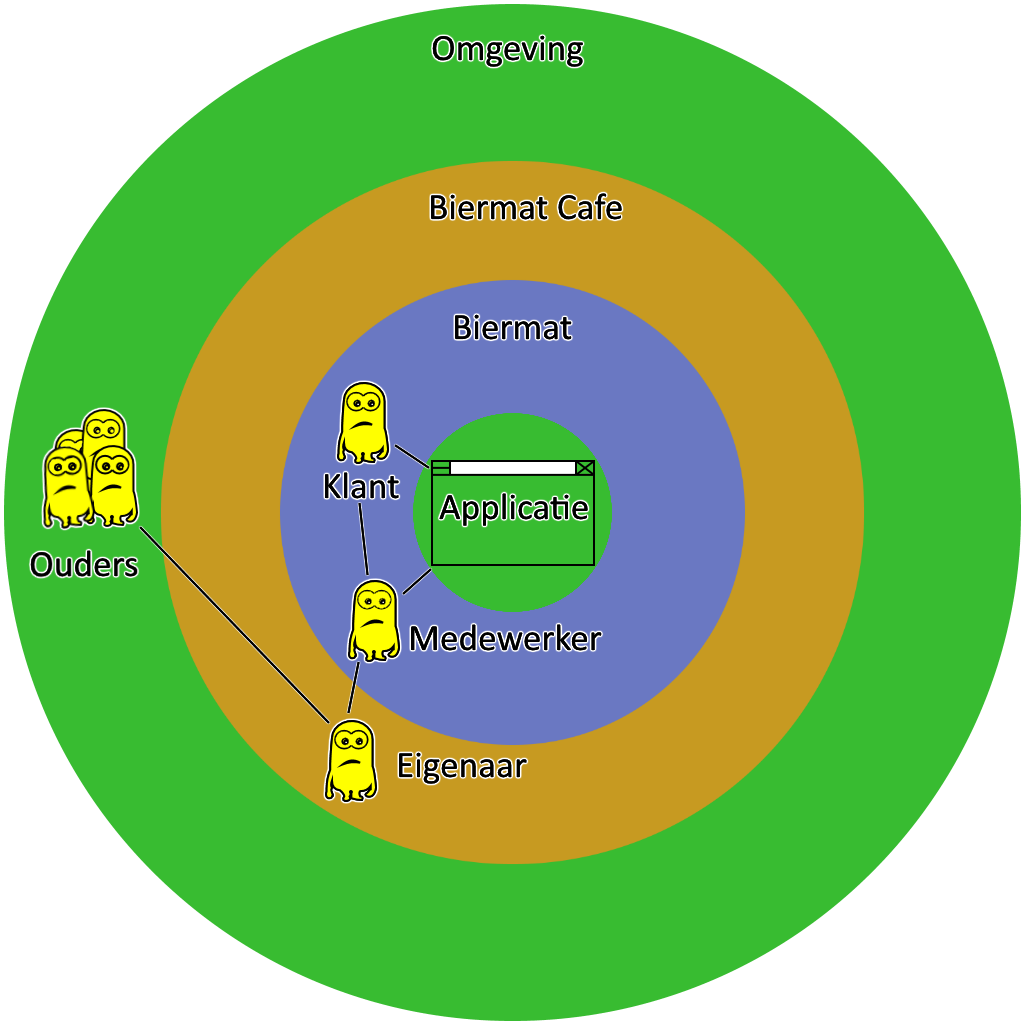 Omgeving
Biermat Cafe
Biermat
Klant
Applicatie
Ouders
Medewerker
Eigenaar